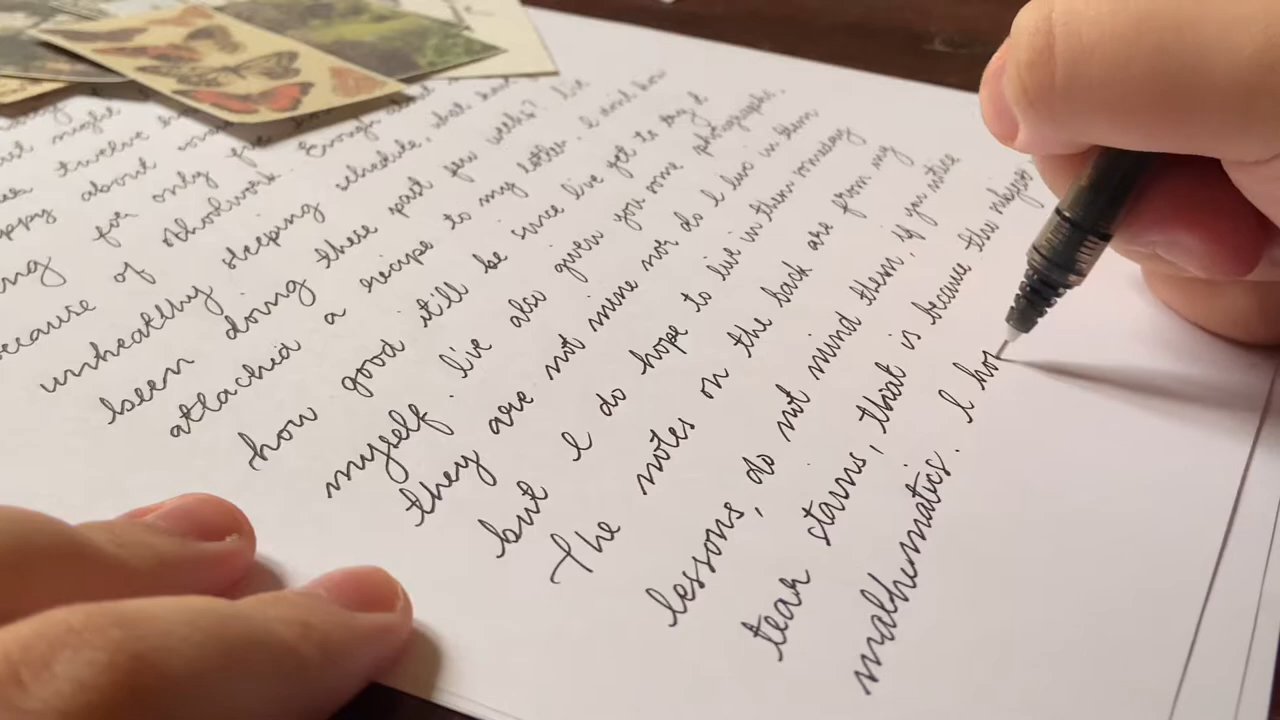 might
twelve
about
for only
because of schoolwork. Enough about
unhealthy sleeping schedule, what have
been doing these past few weeks? I've
attached a recipe to my letter. I don't know
how good it'll be since I've yet to try it
myself. I've also given you some photographs,
they are not mine nor do I live in them
but I do hope to live in them someday
The notes on the back are from my
lessons, do not mind them, if you notice
tear stains, that is because the subject
mathematics. I ho